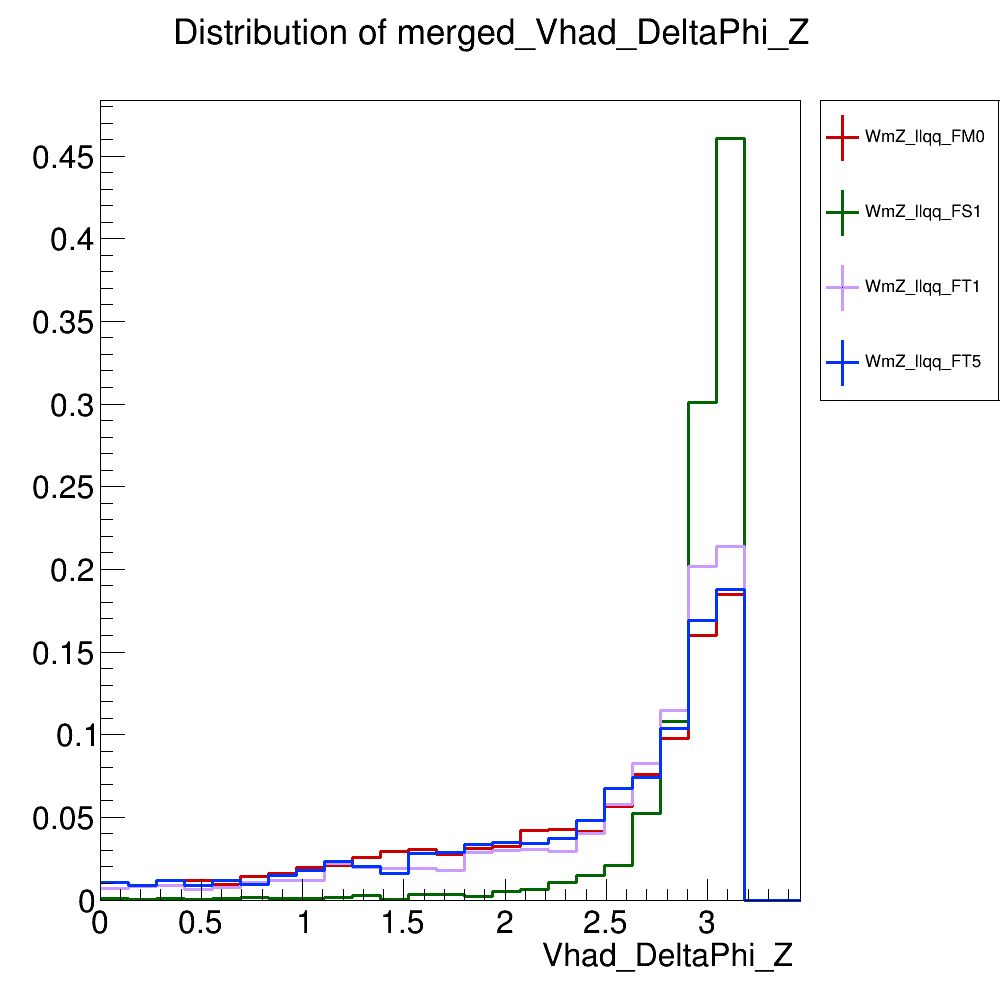 Distribution of merged_Vhad_DeltaPhi_Z
0.45
0.4
0.35
0.3
0.25
0.2
0.15
0.1
0.05
0
0 0.5 1 1.5 2 2.5 3
Vhad_DeltaPhi_Z
WmZ_llqq_FM0
WmZ_llqq_FS1
WmZ_llqq_FT1
WmZ_llqq_FT5